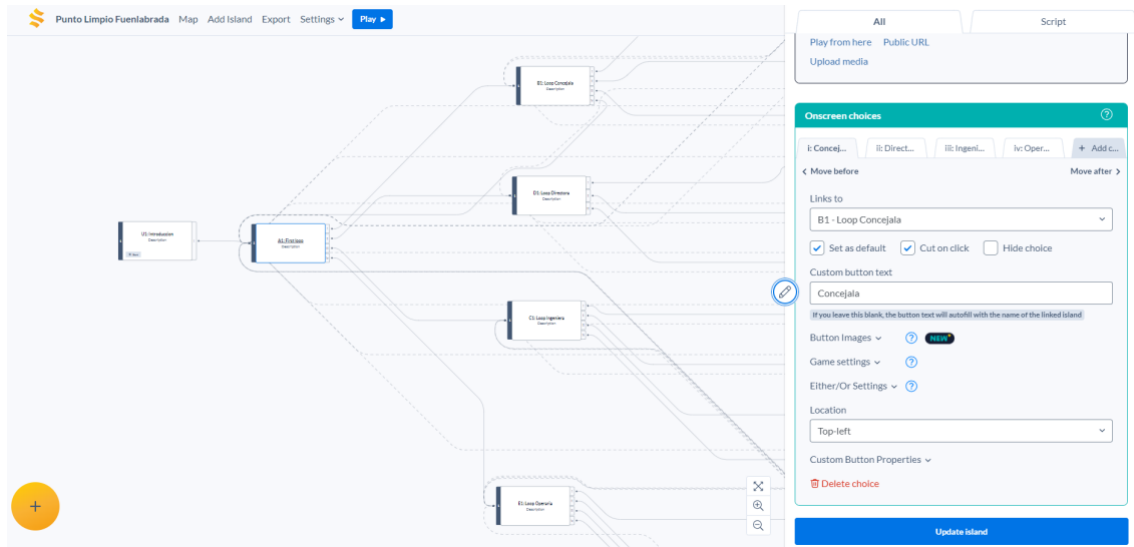 Punto Limpio Fuenlabrada Map Add Island Export Settings Play
All Script
Play from here Public URL
Upload media
Onscreen choices ?
i: Concej... ii: Direct... iii: Ingeni... iv: Oper... + Add c...
Move before Move after
Links to
B1 - Loop Concejala
Set as default Cut on click Hide choice
Custom button text
Concejala
If you leave this blank, the button text will autofill with the name of the linked island
Button Images ? NEW
Game settings ?
Either/Or Settings ?
Location
Top-left
Custom Button Properties
Delete choice
Update island
B1: Loop Concejala
Description
D1: Loop Directora
Description
Description
Description
C1: Loop Ingeniera
Description
E1: Loop Operaria
Description
+